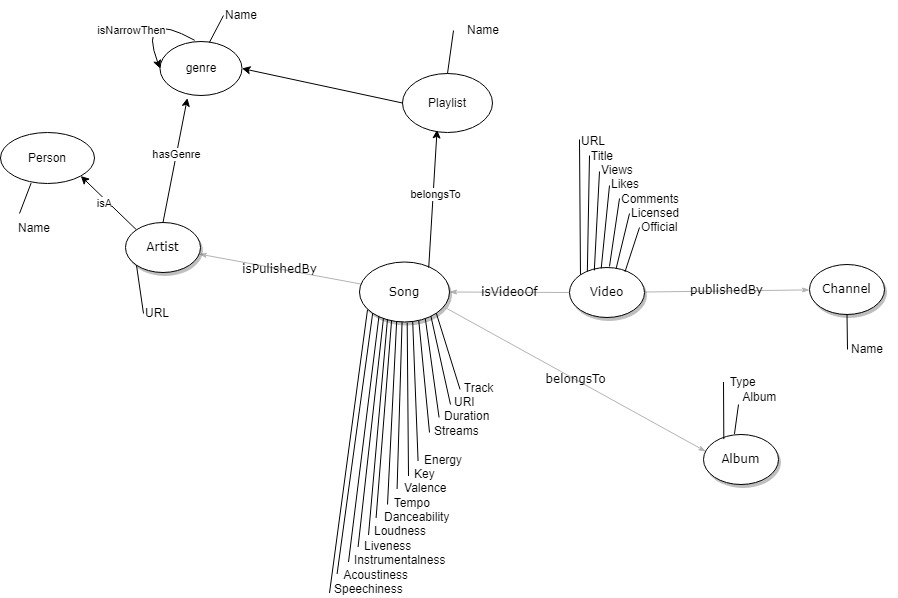 Name
isNarrowThen
Name
genre
Playlist
URL
hasGenre
Title
Person
Views
Likes
belongsTo
Comments
isA
Licensed
Name
Official
Artist
isPulishedBy
Song
isVideoOf
Video
publishedBy
Channel
URL
Name
belongsTo
Type
Track
Album
URI
Duration
Streams
Energy
Album
Key
Valence
Tempo
Danceability
Loudness
Liveness
Instrumentalness
Acoustiness
Speechiness